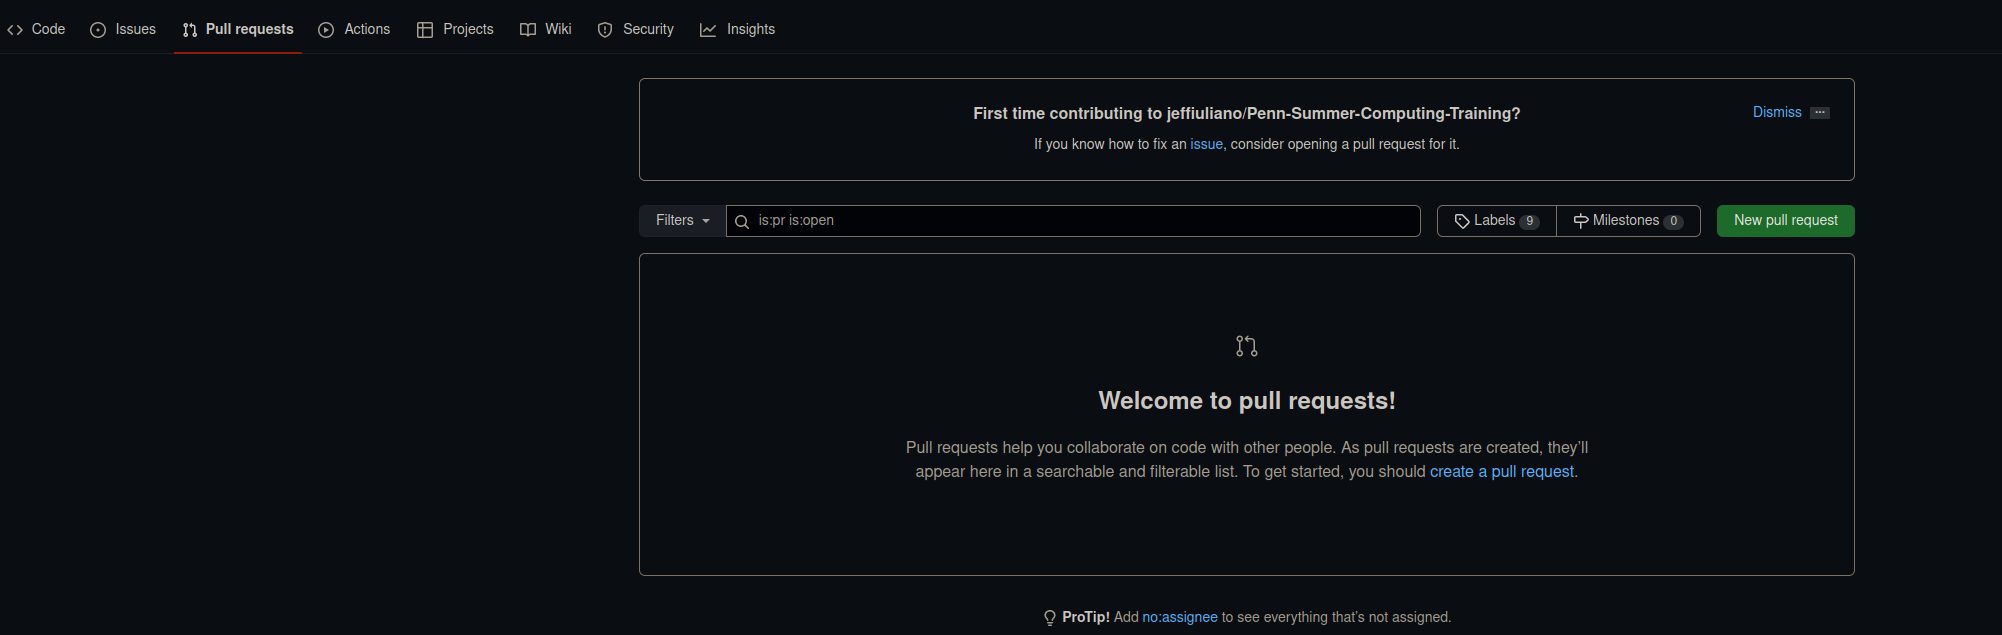 Code Issues Pull requests Actions Projects Wiki Security Insights
First time contributing to jeffiuliano/Penn-Summer-Computing-Training?
Dismiss ...
If you know how to fix an issue, consider opening a pull request for it.
Filters is:pr is:open Labels 9 Milestones 0 New pull request
Welcome to pull requests!
Pull requests help you collaborate on code with other people. As pull requests are created, they’ll
appear here in a searchable and filterable list. To get started, you should create a pull request.
ProTip! Add no:assignee to see everything that’s not assigned.